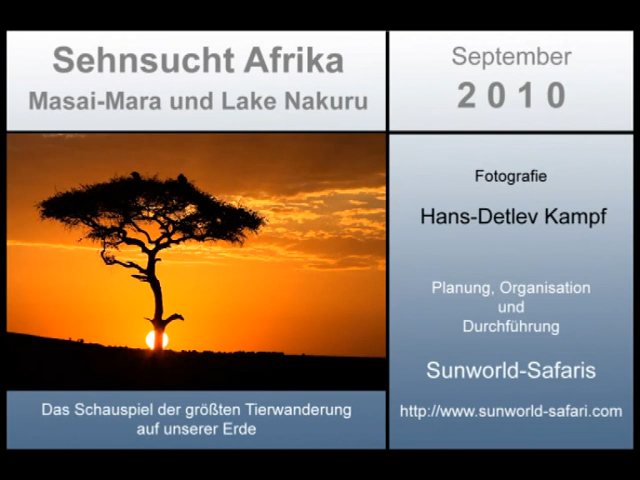 Sehnsucht Afrika
Masai-Mara und Lake Nakuru
September
2 0 1 0
Fotografie
Hans-Detlev Kampf
Planung, Organisation
und
Durchführung
Sunworld-Safaris
http://www.sunworld-safari.com
Das Schauspiel der größten Tierwanderung
auf unserer Erde